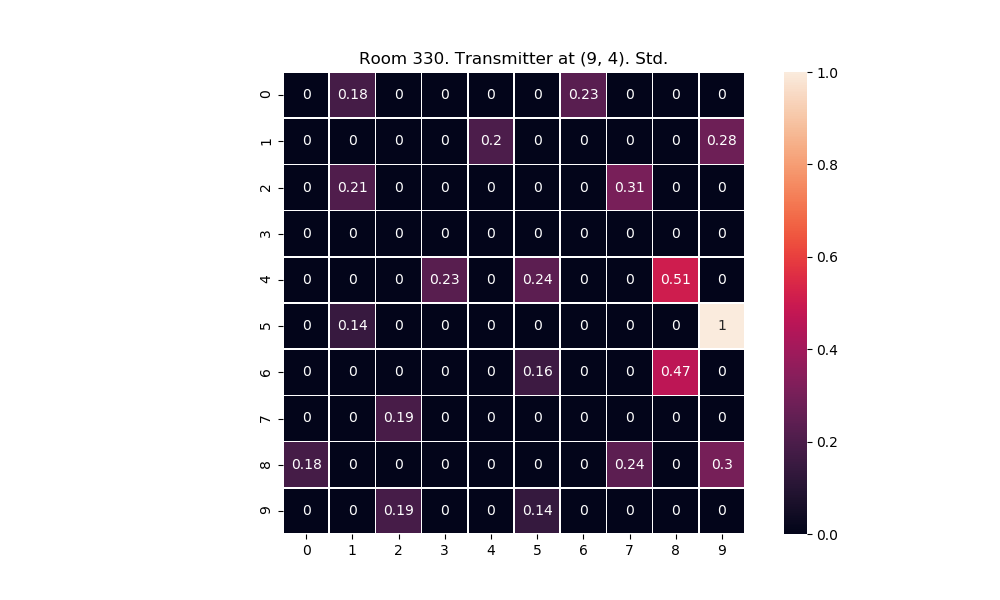 Room 330. Transmitter at (9, 4). Std.
0 0 0.18 0 0 0 0 0.23 0 0 0
1 0 0 0 0 0.2 0 0 0 0 0.28
2 0 0.21 0 0 0 0 0 0.31 0 0
3 0 0 0 0 0 0 0 0 0 0
4 0 0 0 0.23 0 0.24 0 0 0.51 0
5 0 0.14 0 0 0 0 0 0 0 1
6 0 0 0 0 0 0.16 0 0 0.47 0
7 0 0 0.19 0 0 0 0 0 0 0
8 0.18 0 0 0 0 0 0 0.24 0 0.3
9 0 0 0.19 0 0 0.14 0 0 0 0
0 1 2 3 4 5 6 7 8 9
1.0
0.8
0.6
0.4
0.2
0.0